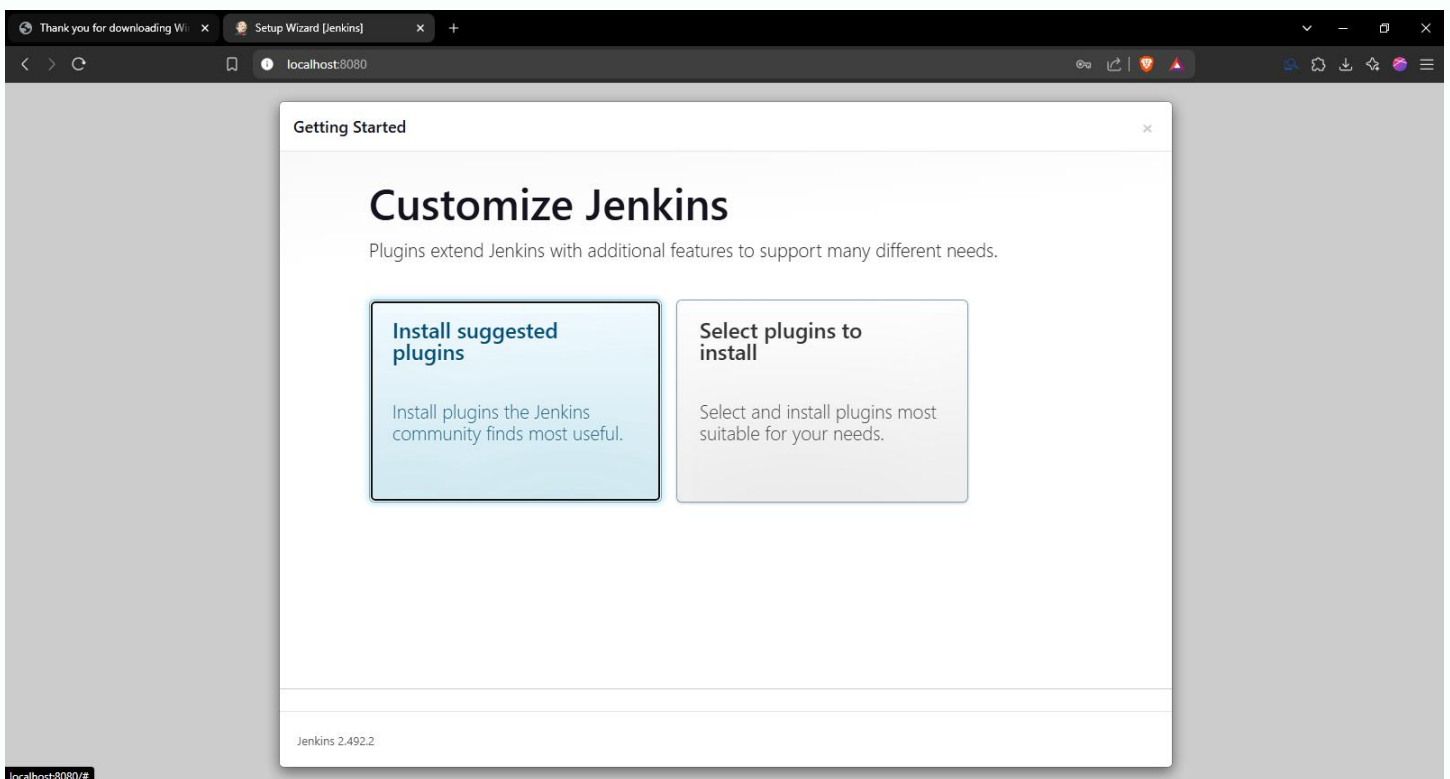 Thank you for downloading Wi
Setup Wizard [Jenkins]
localhost:8080
Getting Started
Customize Jenkins
Plugins extend Jenkins with additional features to support many different needs.
Install suggested
plugins
Install plugins the Jenkins
community finds most useful.
Select plugins to
install
Select and install plugins most
suitable for your needs.
Jenkins 2.492.2
localhost:8080/#